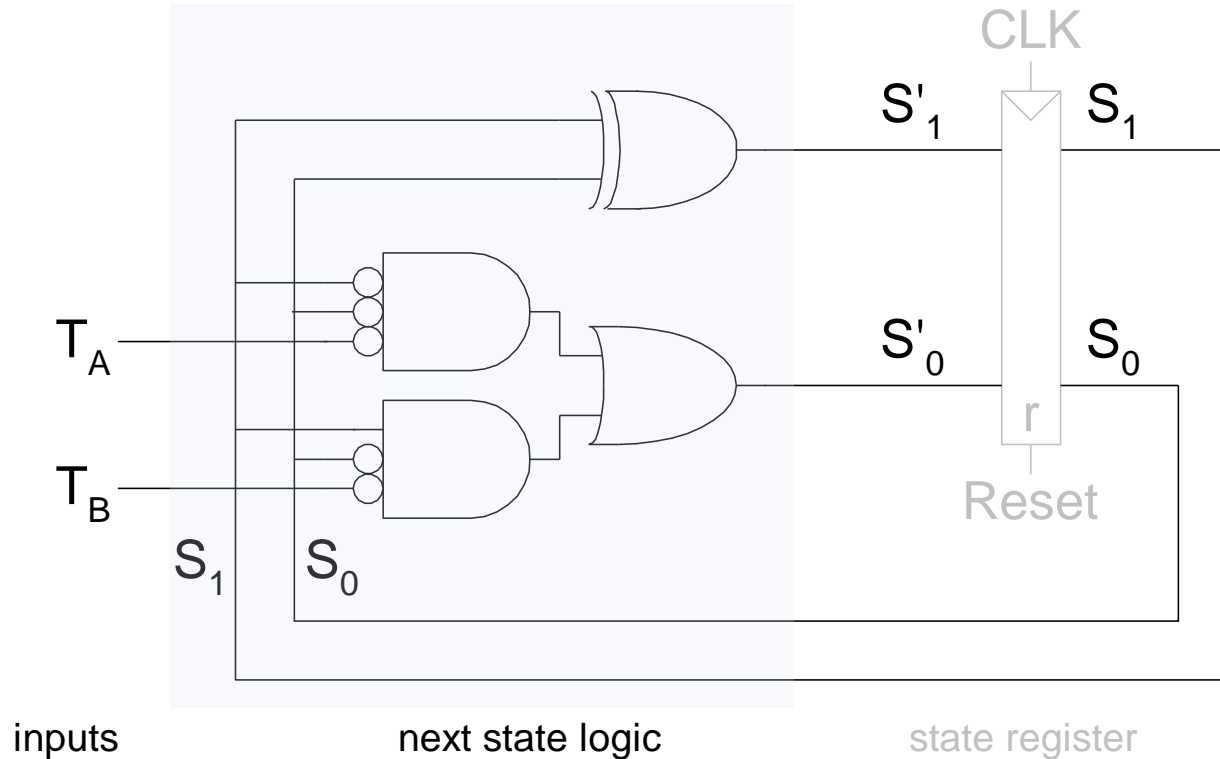 CLK
S'1
S1
TA
S'0
S0
r
TB
Reset
S1
S0
inputs
next state logic
state register